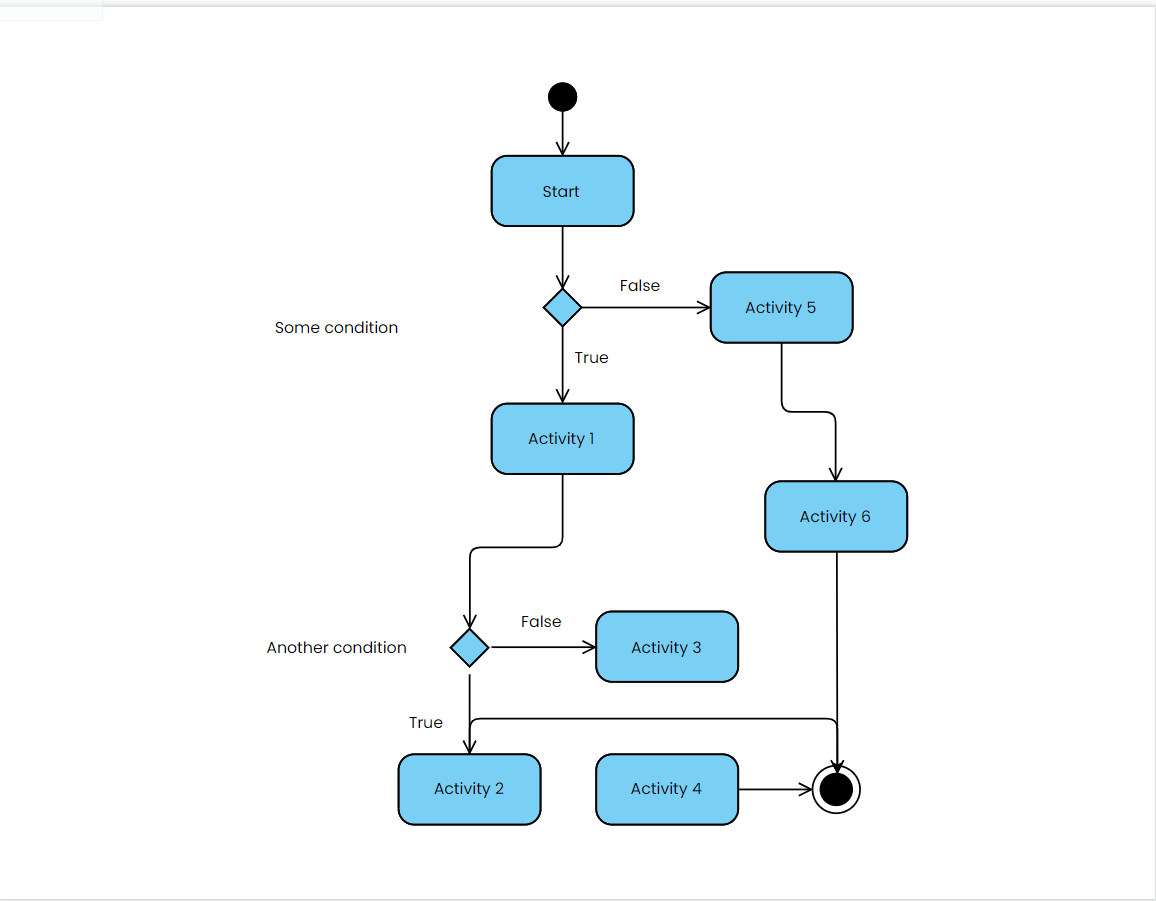 Start
False
Activity 5
Some condition
True
Activity 1
Activity 6
False
Another condition
Activity 3
True
Activity 2
Activity 4